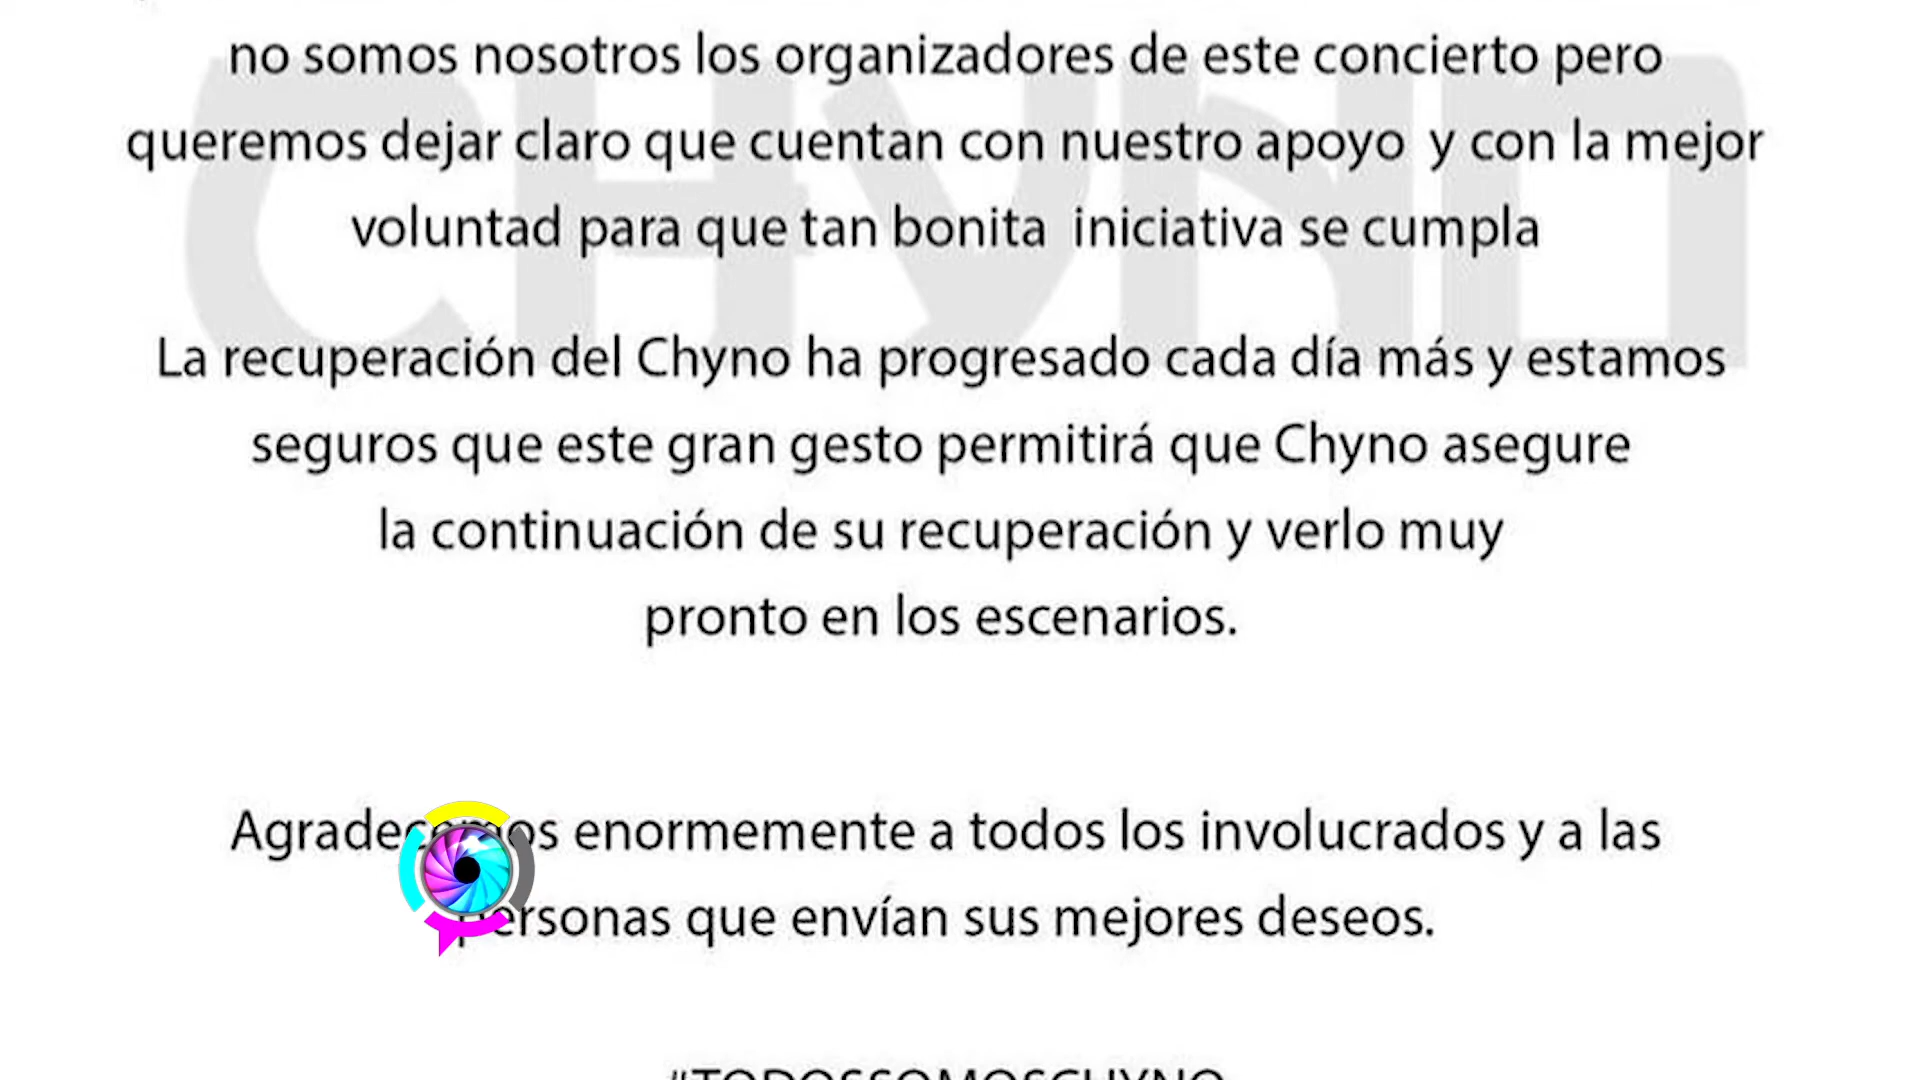 no somos nosotros los organizadores de este concierto pero
queremos dejar claro que cuentan con nuestro apoyo y con la mejor
voluntad para que tan bonita iniciativa se cumpla
La recuperación del Chyno ha progresado cada día más y estamos
seguros que este gran gesto permitirá que Chyno asegure
la continuación de su recuperación y verlo muy
pronto en los escenarios.
Agradecemos enormemente a todos los involucrados y a las
personas que envían sus mejores deseos.
#TODOSSOMOSCHYNO
CHYNO